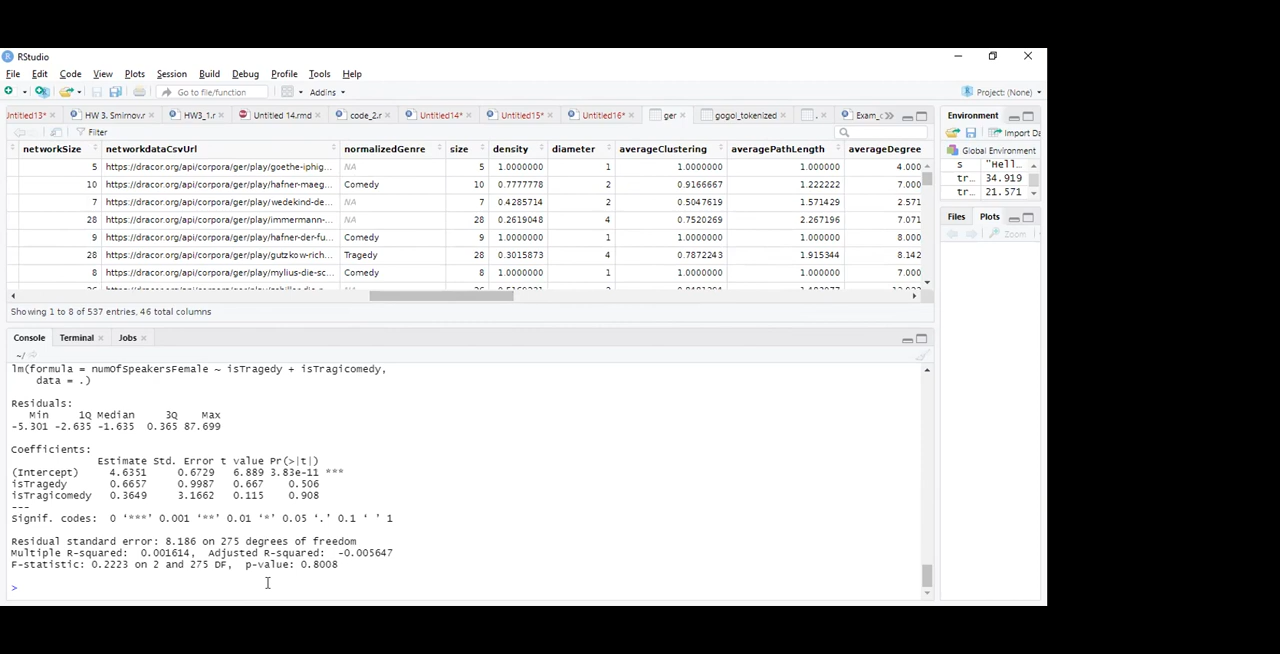 RStudio
File Edit Code View Plots Session Build Debug Profile Tools Help
Go to file/function Addins Project: (None)
Untitled13* HW 3. Smirnov.r HW3_1.r Untitled 14.rmd code_2.r Untitled14* Untitled15* Untitled16* ger gogol_tokenized Exam_c
Filter
networkSize networkdataCsvUrl normalizedGenre size density diameter averageClustering averagePathLength averageDegree
5 https://dracor.org/api/corpora/ger/play/goethe-iphig... NA 5 1.0000000 1 1.0000000 1.000000 4.000
10 https://dracor.org/api/corpora/ger/play/hafner-maeg... Comedy 10 0.7777778 2 0.9166667 1.222222 7.000
7 https://dracor.org/api/corpora/ger/play/wedekind-de... NA 7 0.4285714 2 0.5047619 1.571429 2.571
28 https://dracor.org/api/corpora/ger/play/immermann-... NA 28 0.2619048 4 0.7520269 2.267196 7.071
9 https://dracor.org/api/corpora/ger/play/hafner-der-fu... Comedy 9 1.0000000 1 1.0000000 1.000000 8.000
28 https://dracor.org/api/corpora/ger/play/gutzkow-rich... Tragedy 28 0.3015873 4 0.7872243 1.915344 8.142
8 https://dracor.org/api/corpora/ger/play/mylius-die-sc... Comedy 8 1.0000000 1 1.0000000 1.000000 7.000
Showing 1 to 8 of 537 entries, 46 total columns
Console Terminal Jobs
~/
lm(formula = numOfSpeakersFemale ~ isTragedy + isTragicomedy,
data = .)
Residuals:
Min 1Q Median 3Q Max
-5.301 -2.635 -1.635 0.365 87.699
Coefficients:
Estimate Std. Error t value Pr(>|t|)
(Intercept) 4.6351 0.6729 6.889 3.83e-11 ***
isTragedy 0.6657 0.9987 0.667 0.506
isTragicomedy 0.3649 3.1662 0.115 0.908
---
Signif. codes: 0 ‘***’ 0.001 ‘**’ 0.01 ‘*’ 0.05 ‘.’ 0.1 ‘ ’ 1
Residual standard error: 8.186 on 275 degrees of freedom
Multiple R-squared: 0.001614, Adjusted R-squared: -0.005647
F-statistic: 0.2223 on 2 and 275 DF, p-value: 0.8008
>
Environment
Import Da
Global Environment
s "Hell...
tr... 34.919
tr... 21.571
Files Plots
Zoom